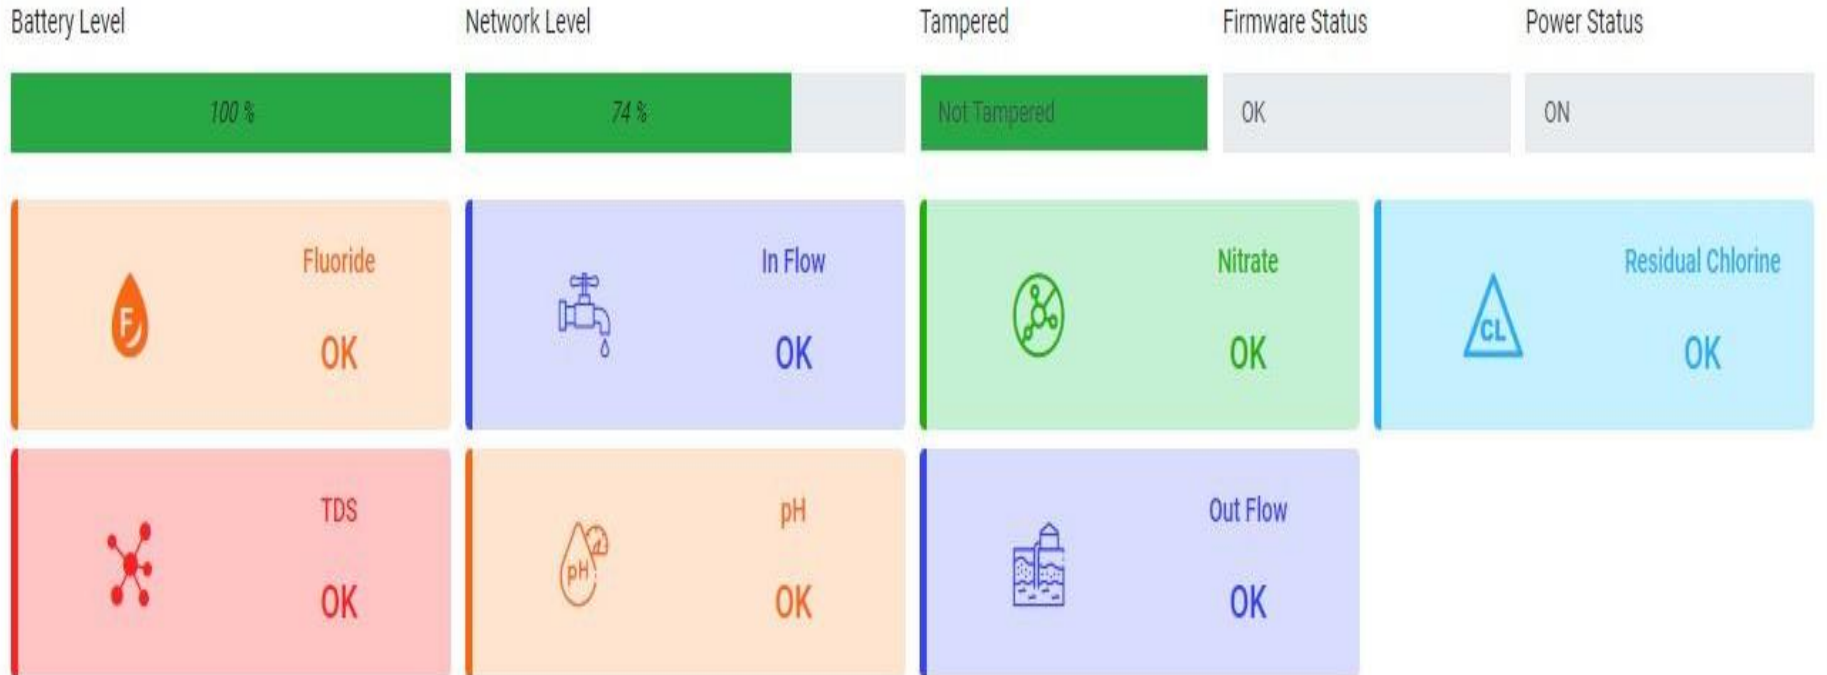 Battery Level
Network Level
Tampered
Firmware Status
Power Status
100 %
74 %
Not Tampered
OK
ON
Fluoride
F
OK
In Flow
OK
Nitrate
OK
Residual Chlorine
CL
OK
TDS
OK
pH
pH
OK
Out Flow
OK